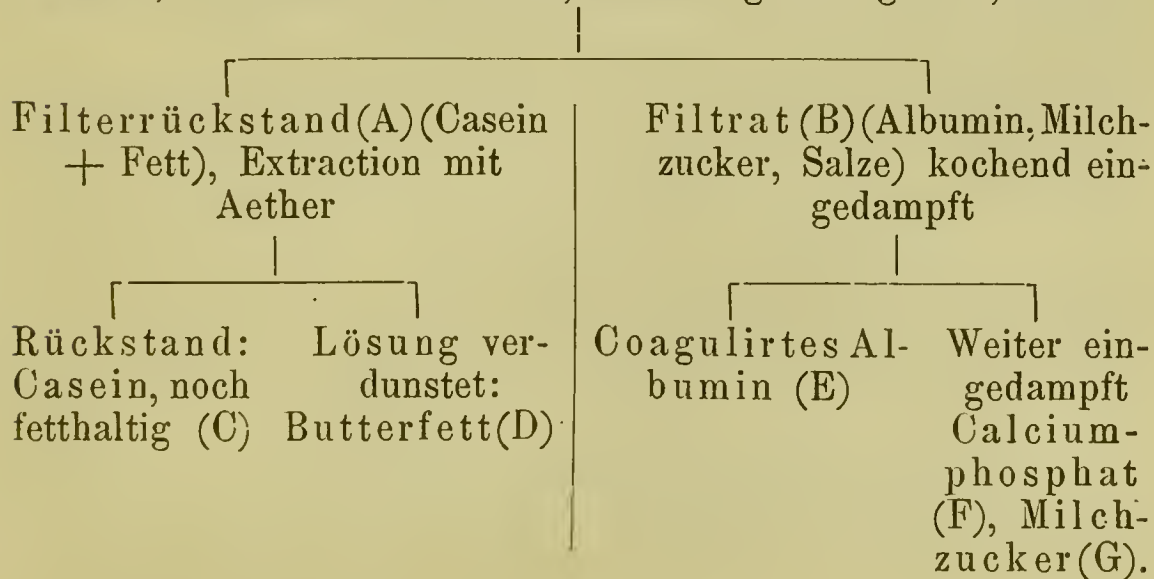 Filterrückstand (A) (Casein
+ Fett), Extraction mit
Aether
Filtrat (B) (Albumin, Milch-
zucker, Salze) kochend ein-
gedampft
Rückstand:
Casein, noch
fetthaltig (C)
Lösung ver-
dunstet:
Butterfett (D)
Coagulirtes Al-
bumin (E)
Weiter ein-
gedampft
Calcium-
phosphat
(F), Milch-
zucker (G).